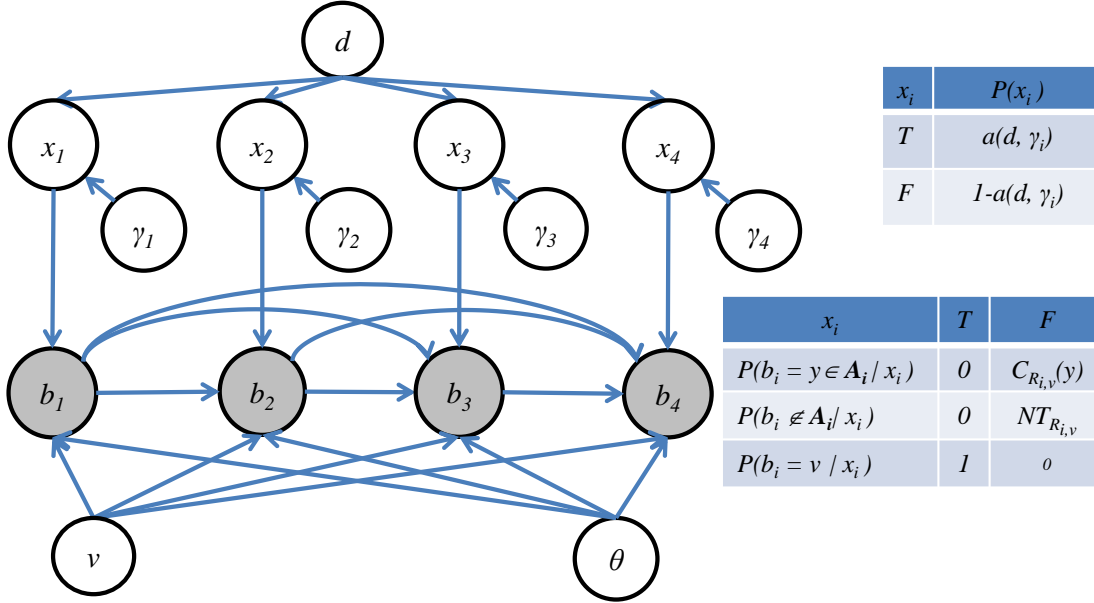 d
x1 x2 x3 x4
γ1 γ2 γ3 γ4
b1 b2 b3 b4
v θ
xi P(xi )
T a(d, γi)
F 1-a(d, γi)
xi T F
P(bi = y ∈ Ai / xi ) 0 CRi,v(y)
P(bi ∉ Ai/ xi ) 0 NTRi,v
P(bi = v / xi ) 1 0